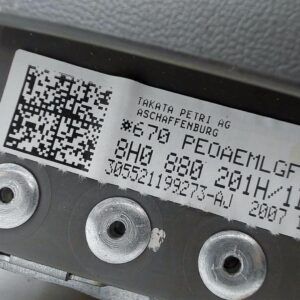 TAKATA PETRI AG
ASCHAFFENBURG
*670 PEOAEMLGF
8H0 880 201H/1
305521199273-AJ 2007